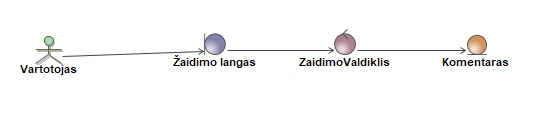 Vartotojas
Žaidimo langas
ZaidimoValdiklis
Komentaras